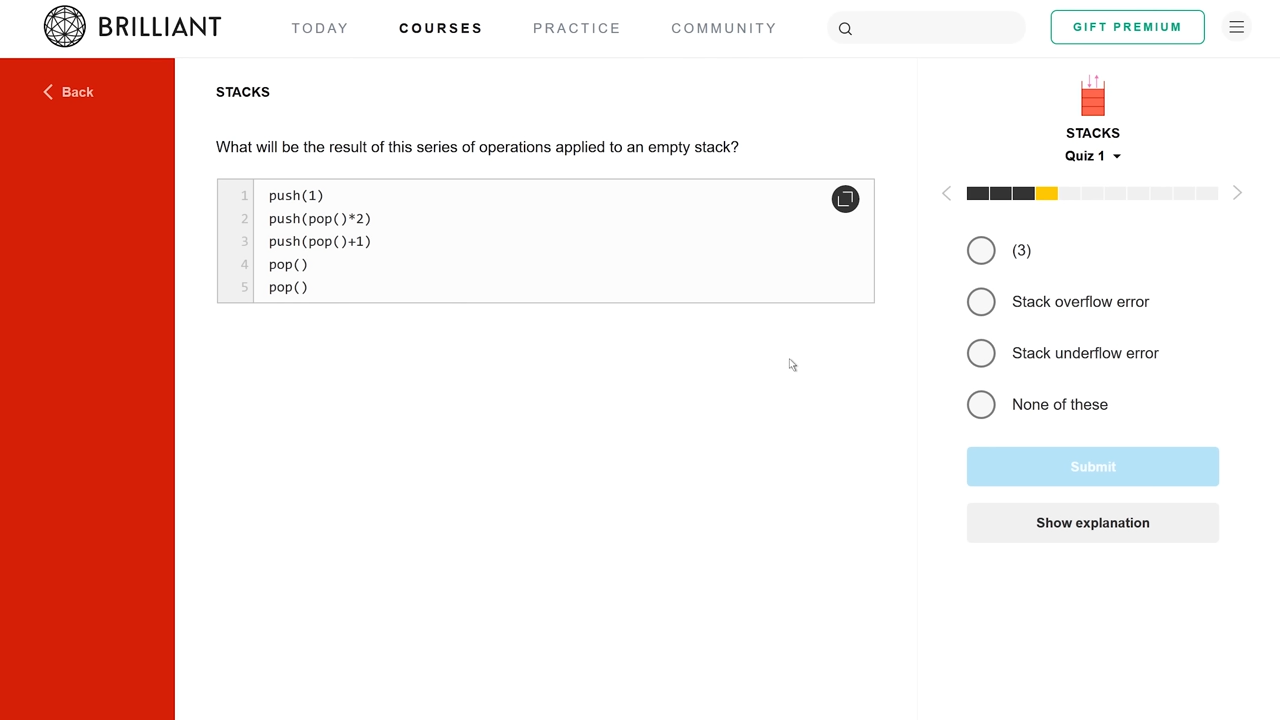 BRILLIANT
TODAY
COURSES
PRACTICE
COMMUNITY
GIFT PREMIUM
Back
STACKS
What will be the result of this series of operations applied to an empty stack?
1 push(1)
2 push(pop()*2)
3 push(pop()+1)
4 pop()
5 pop()
STACKS
Quiz 1
(3)
Stack overflow error
Stack underflow error
None of these
Submit
Show explanation